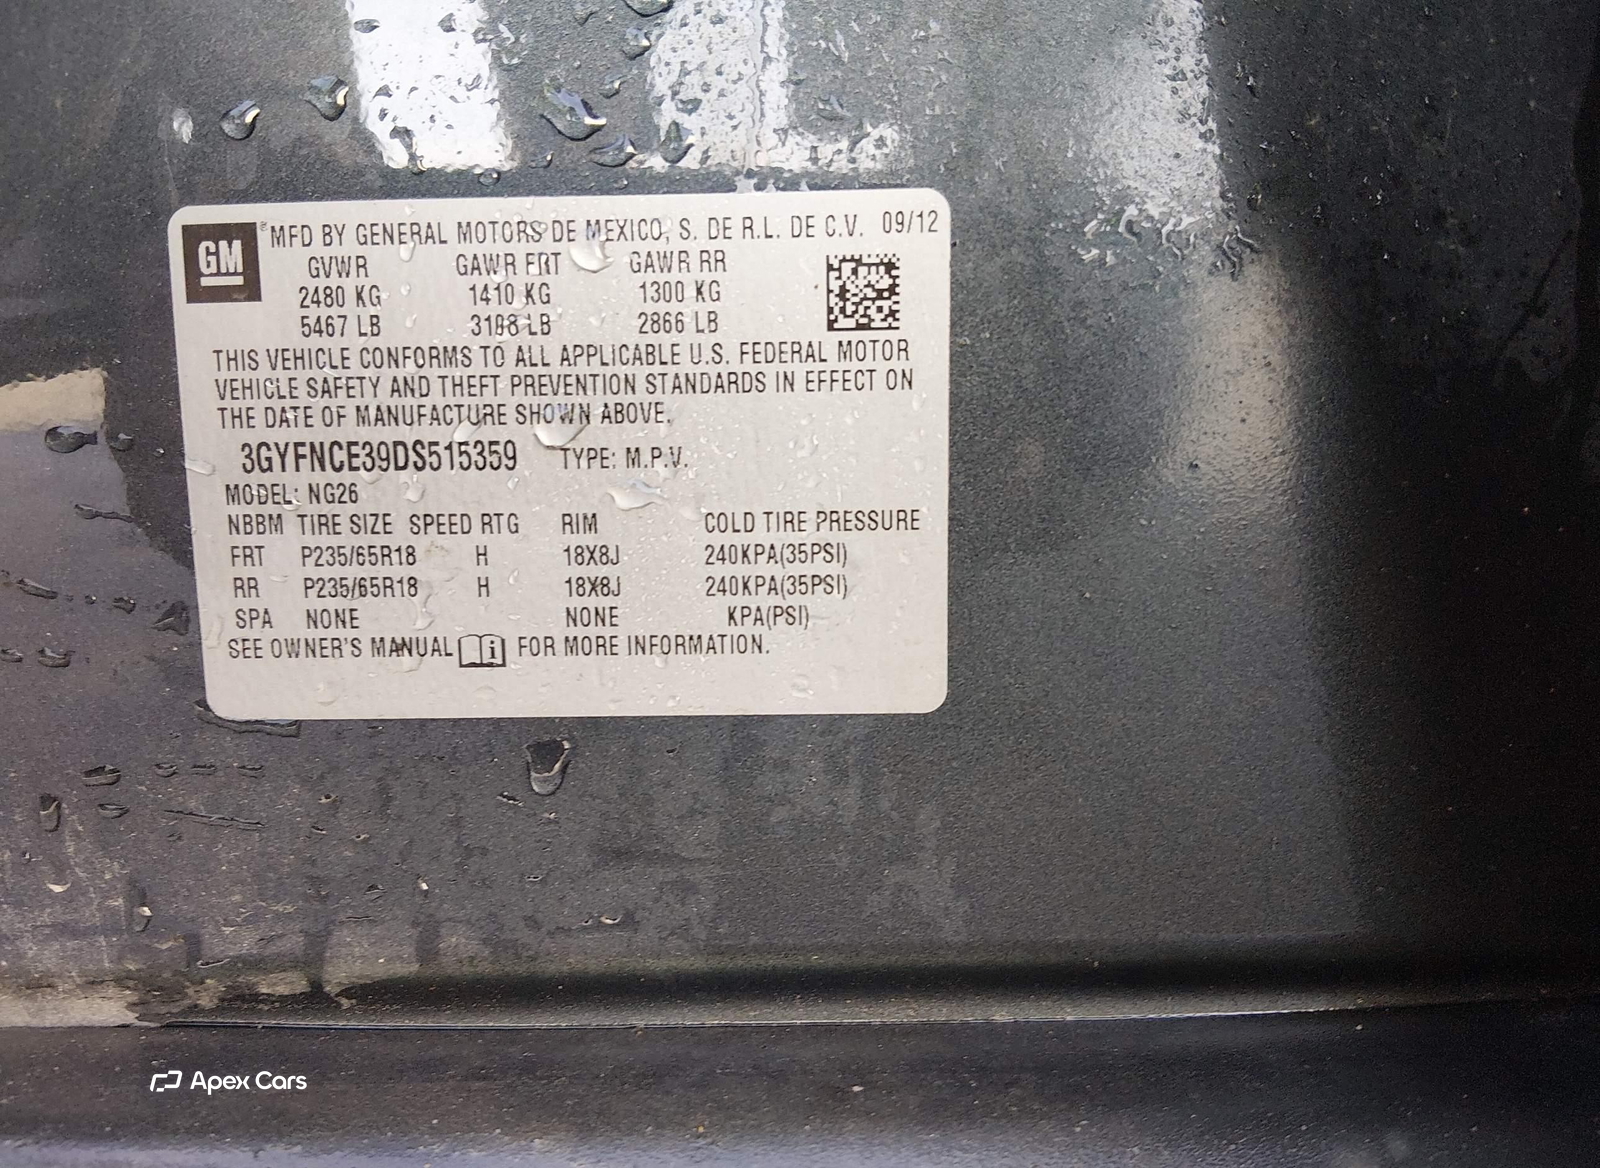 GM
® MFD BY GENERAL MOTORS DE MEXICO, S. DE R.L. DE C.V. 09/12
GVWR GAWR FRT GAWR RR
2480 KG 1410 KG 1300 KG
5467 LB 3108 LB 2866 LB
THIS VEHICLE CONFORMS TO ALL APPLICABLE U.S. FEDERAL MOTOR
VEHICLE SAFETY AND THEFT PREVENTION STANDARDS IN EFFECT ON
THE DATE OF MANUFACTURE SHOWN ABOVE.
3GYFNCE39DS515359 TYPE: M.P.V.
MODEL: NG26
NBBM TIRE SIZE SPEED RTG RIM COLD TIRE PRESSURE
FRT P235/65R18 H 18X8J 240KPA(35PSI)
RR P235/65R18 H 18X8J 240KPA(35PSI)
SPA NONE NONE KPA(PSI)
SEE OWNER'S MANUAL i FOR MORE INFORMATION.
Apex Cars